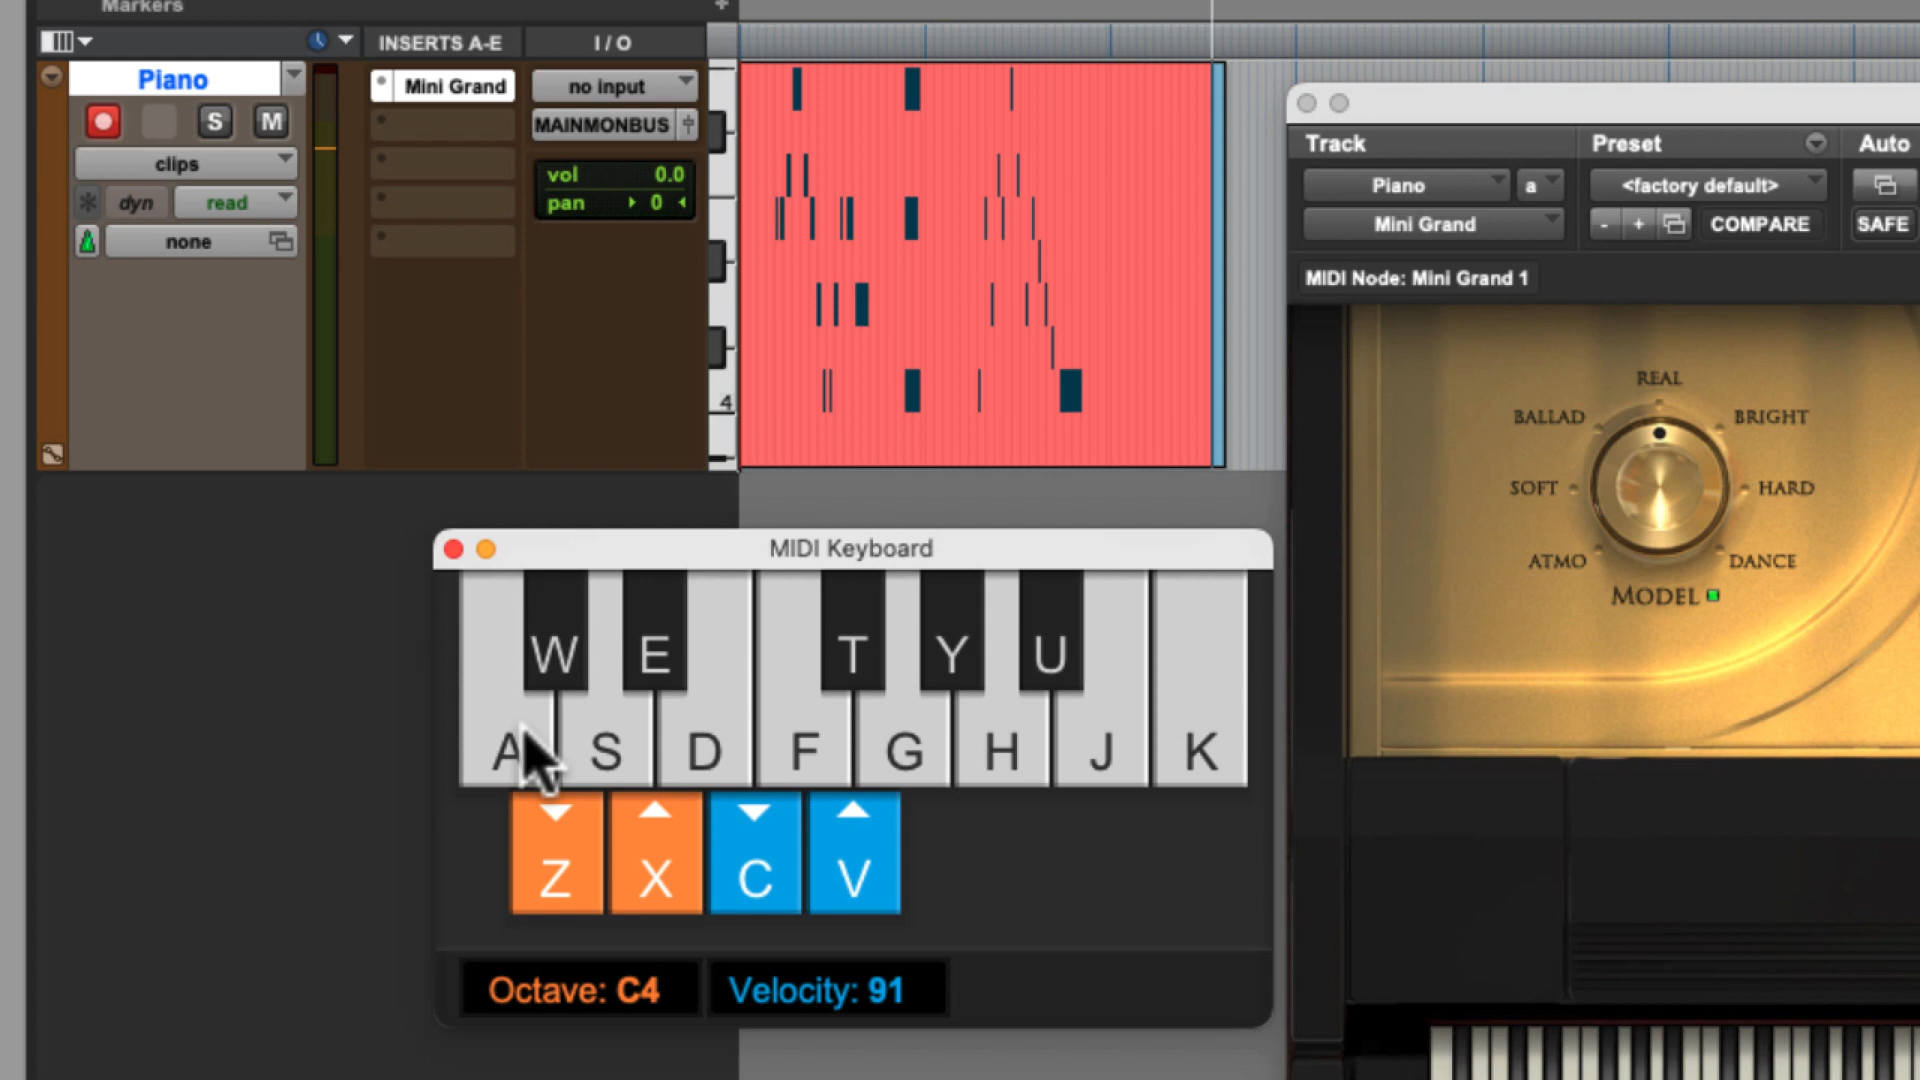 Markers
INSERTS A-E
I / O
Piano
S
M
clips
dyn
read
none
Mini Grand
no input
MAINMONBUS
vol 0.0
pan 0
4
Track
Preset
Auto
Piano
a
<factory default>
Mini Grand
- + COMPARE
SAFE
MIDI Node: Mini Grand 1
REAL
BALLAD
BRIGHT
SOFT
HARD
ATMO
DANCE
MODEL
MIDI Keyboard
W E T Y U
A S D F G H J K
Z X C V
Octave: C4
Velocity: 91